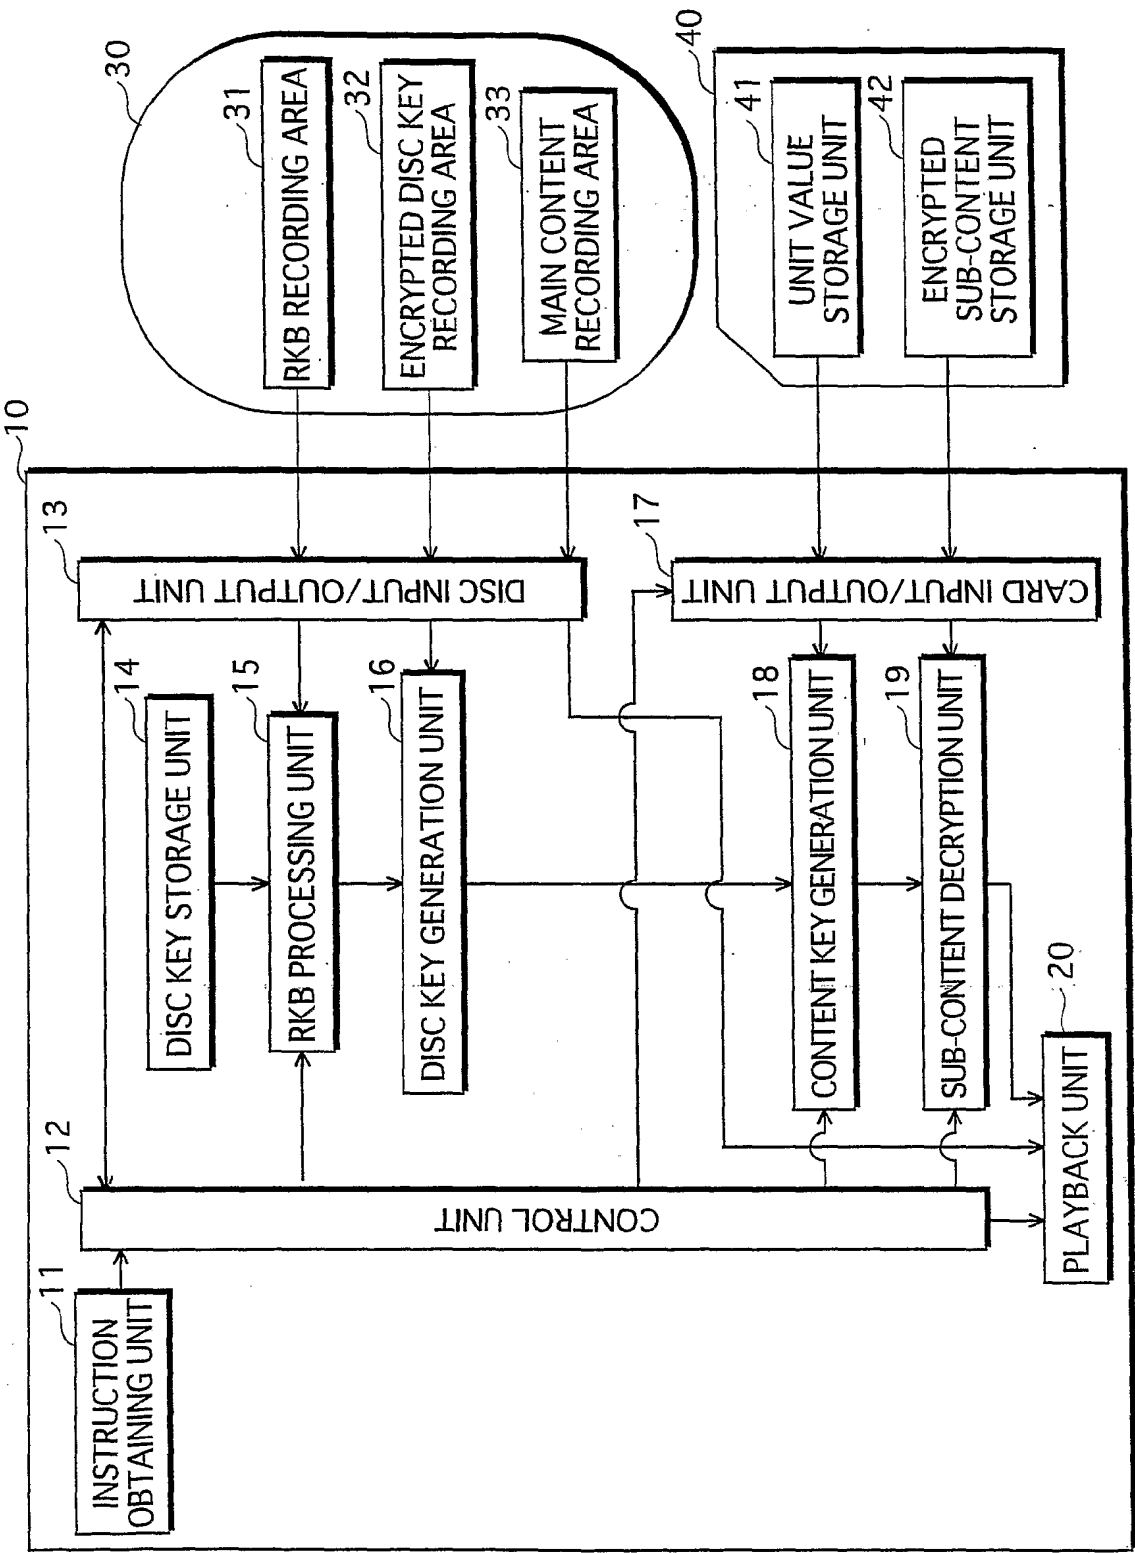 10
11
INSTRUCTION
OBTAINING UNIT
12
CONTROL UNIT
13
DISC INPUT/OUTPUT UNIT
14
DISC KEY STORAGE UNIT
15
RKB PROCESSING UNIT
16
DISC KEY GENERATION UNIT
17
CARD INPUT/OUTPUT UNIT
18
CONTENT KEY GENERATION UNIT
19
SUB-CONTENT DECRYPTION UNIT
20
PLAYBACK UNIT
30
31
RKB RECORDING AREA
32
ENCRYPTED DISC KEY
RECORDING AREA
33
MAIN CONTENT
RECORDING AREA
40
41
UNIT VALUE
STORAGE UNIT
42
ENCRYPTED
SUB-CONTENT
STORAGE UNIT